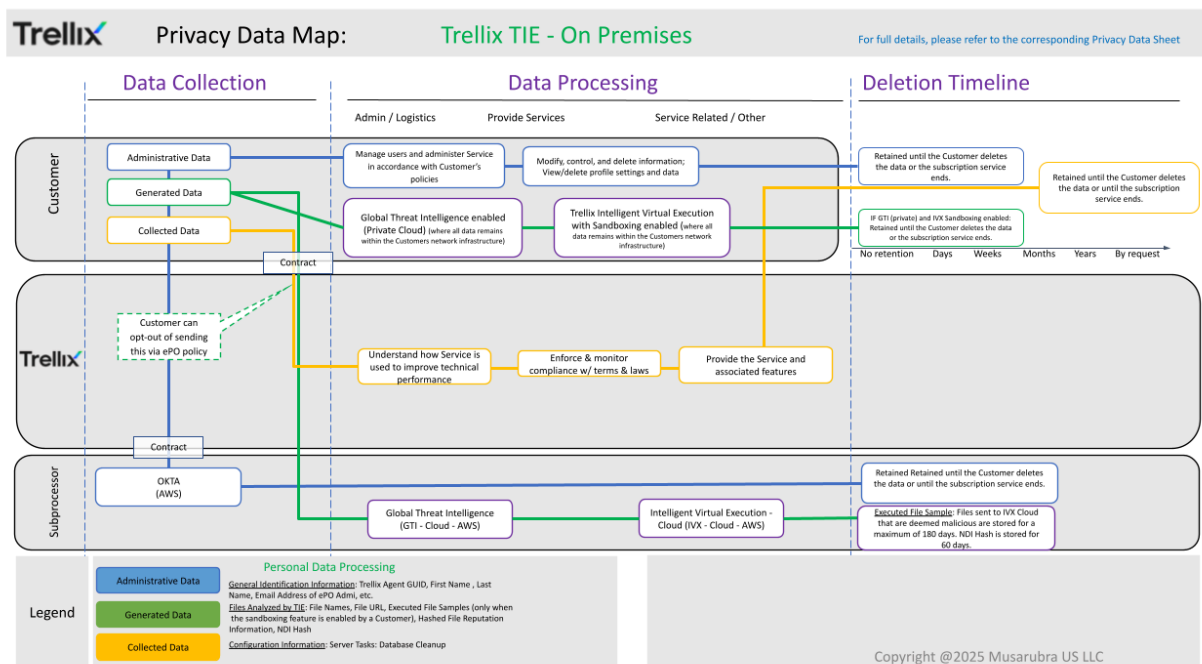 Trellix
Privacy Data Map:
Trellix TIE - On Premises
For full details, please refer to the corresponding Privacy Data Sheet
Data Collection
Data Processing
Deletion Timeline
Admin / Logistics
Provide Services
Service Related / Other
Customer
Administrative Data
Generated Data
Collected Data
Manage users and administer Service
in accordance with Customer's
policies
Modify, control, and delete information;
View/delete profile settings and data
Retained until the Customer deletes
the data or the subscription service
ends.
Retained until the Customer deletes
the data or until the subscription
service ends.
Global Threat Intelligence enabled
(Private Cloud) (where all data remains
within the Customers network
infrastructure)
Trellix Intelligent Virtual Execution
with Sandboxing enabled (where all
data remains within the Customers network
infrastructure)
IF GTI (private) and IVX Sandboxing enabled:
Retained until the Customer deletes the data
or the subscription service ends.
No retention
Days
Weeks
Months
Years
By request
Contract
Trellix
Customer can
opt-out of sending
this via ePO policy
Understand how Service is
used to improve technical
performance
Enforce & monitor
compliance w/ terms & laws
Provide the Service and
associated features
Contract
Subprocessor
OKTA
(AWS)
Retained Retained until the Customer deletes
the data or until the subscription service ends.
Global Threat Intelligence
(GTI - Cloud - AWS)
Intelligent Virtual Execution -
Cloud (IVX - Cloud - AWS)
Executed File Sample: Files sent to IVX Cloud
that are deemed malicious are stored for a
maximum of 180 days. NDI Hash is stored for
60 days.
Legend
Personal Data Processing
Administrative Data
General Identification Information: Trellix Agent GUID, First Name , Last
Name, Email Address of ePO Admi, etc.
Generated Data
Files Analyzed by TIE: File Names, File URL, Executed File Samples (only when
the sandboxing feature is enabled by a Customer), Hashed File Reputation
Information, NDI Hash
Collected Data
Configuration Information: Server Tasks: Database Cleanup
Copyright @2025 Musarubra US LLC